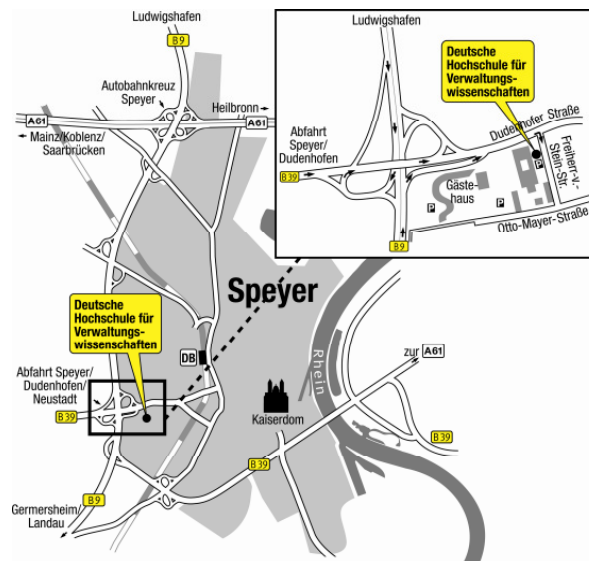 Ludwigshafen
B9
Autobahnkreuz
Speyer
Heilbronn
A61
A61
Mainz/Koblenz/
Saarbrücken
Ludwigshafen
Deutsche
Hochschule für
Verwaltungs-
wissenschaften
Abfahrt
Speyer/
Dudenhofen
B39
Dudenhofer Straße
Freiherr-v.-
Stein-Str.
P
Gäste-
haus
P
P
Otto-Mayer-Straße
B9
Speyer
Deutsche
Hochschule für
Verwaltungs-
wissenschaften
DB
Rhein
zur A61
Abfahrt Speyer/
Dudenhofen/
Neustadt
B39
Kaiserdom
B39
B39
B9
Germersheim/
Landau